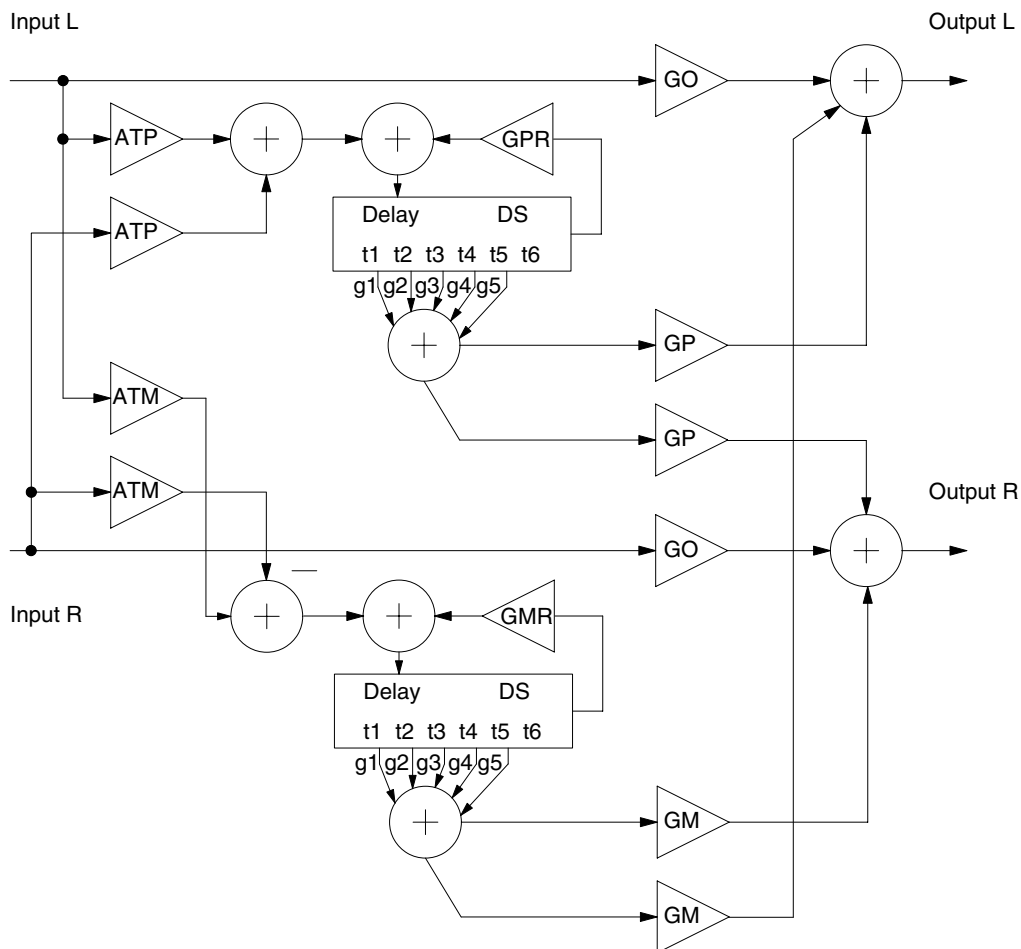 Input L
Output L
GO
+
ATP
+
+
GPR
ATP
Delay DS
t1 t2 t3 t4 t5 t6
g1 g2 g3 g4 g5
+
GP
ATM
GP
ATM
Output R
GO
+
—
Input R
+
+
GMR
Delay DS
t1 t2 t3 t4 t5 t6
g1 g2 g3 g4 g5
+
GM
GM